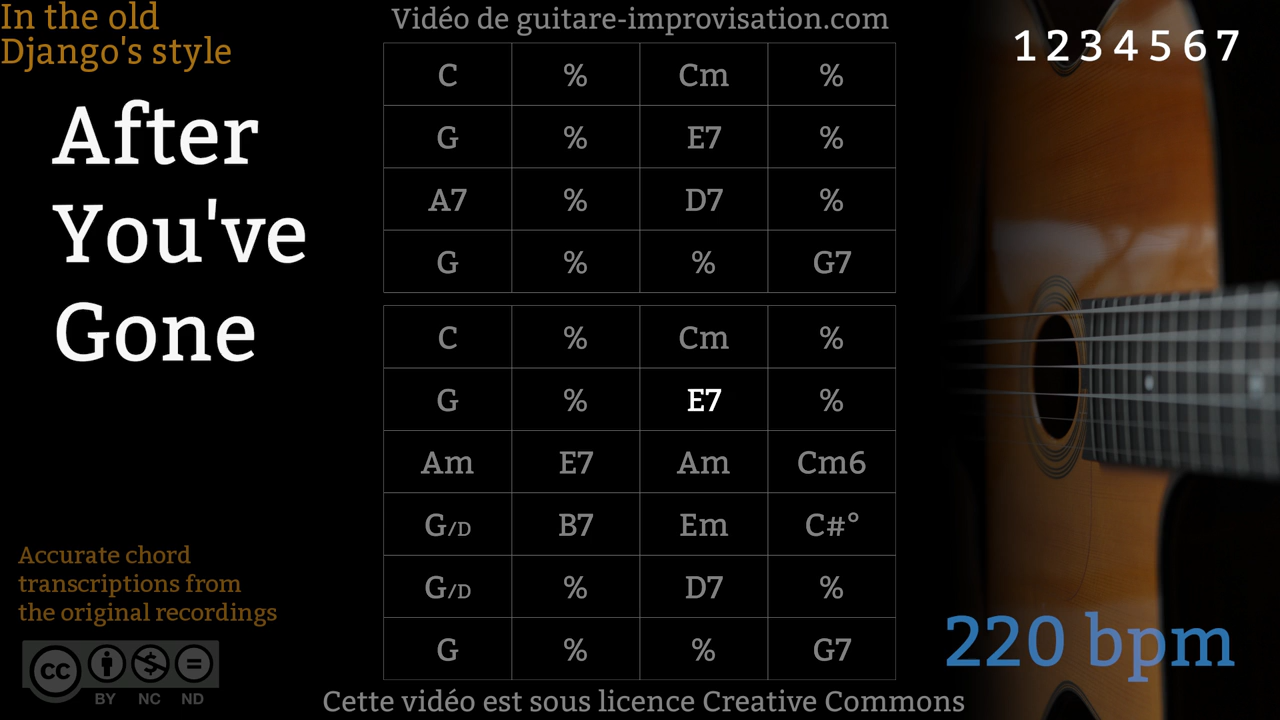 In the old
Django's style
After
You've
Gone
Accurate chord
transcriptions from
the original recordings
cc BY NC ND
Vidéo de guitare-improvisation.com
C % Cm %
G % E7 %
A7 % D7 %
G % % G7
C % Cm %
G % E7 %
Am E7 Am Cm6
G/D B7 Em C#°
G/D % D7 %
G % % G7
Cette vidéo est sous licence Creative Commons
1 2 3 4 5 6 7
220 bpm